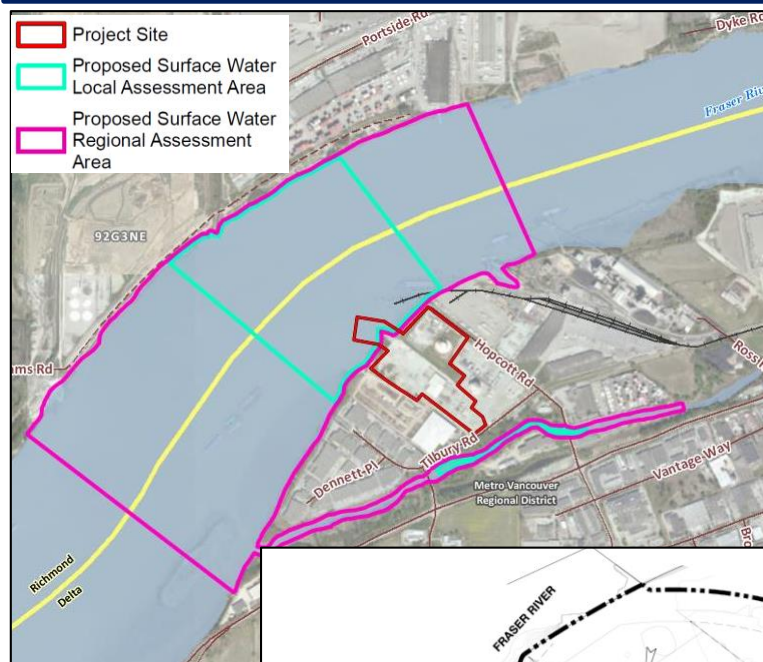 Project Site
Proposed Surface Water
Local Assessment Area
Proposed Surface Water
Regional Assessment
Area
Portside Rd
Dyke Rd
Fraser
92G3NE
ms Rd
Hopcott Rd
Ross
Tilbury Rd
Dennett Pl
Vantage Way
Metro Vancouver
Regional District
Richmond
Delta
FRASER RIVER